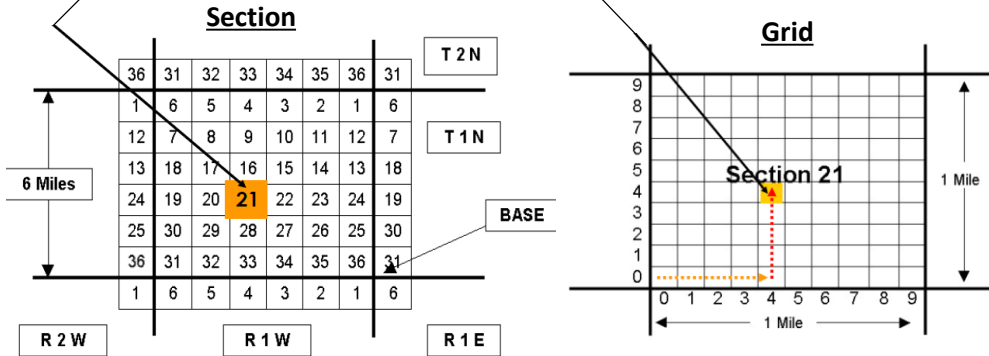 Section
T 2 N
36 31 32 33 34 35 36 31
1 6 5 4 3 2 1 6
12 7 8 9 10 11 12 7
T 1 N
13 18 17 16 15 14 13 18
6 Miles
24 19 20 21 22 23 24 19
BASE
25 30 29 28 27 26 25 30
36 31 32 33 34 35 36 31
1 6 5 4 3 2 1 6
R 2 W
R 1 W
R 1 E
Grid
9
8
7
6
5
Section 21
4
3
2
1
0
1 Mile
0 1 2 3 4 5 6 7 8 9
1 Mile